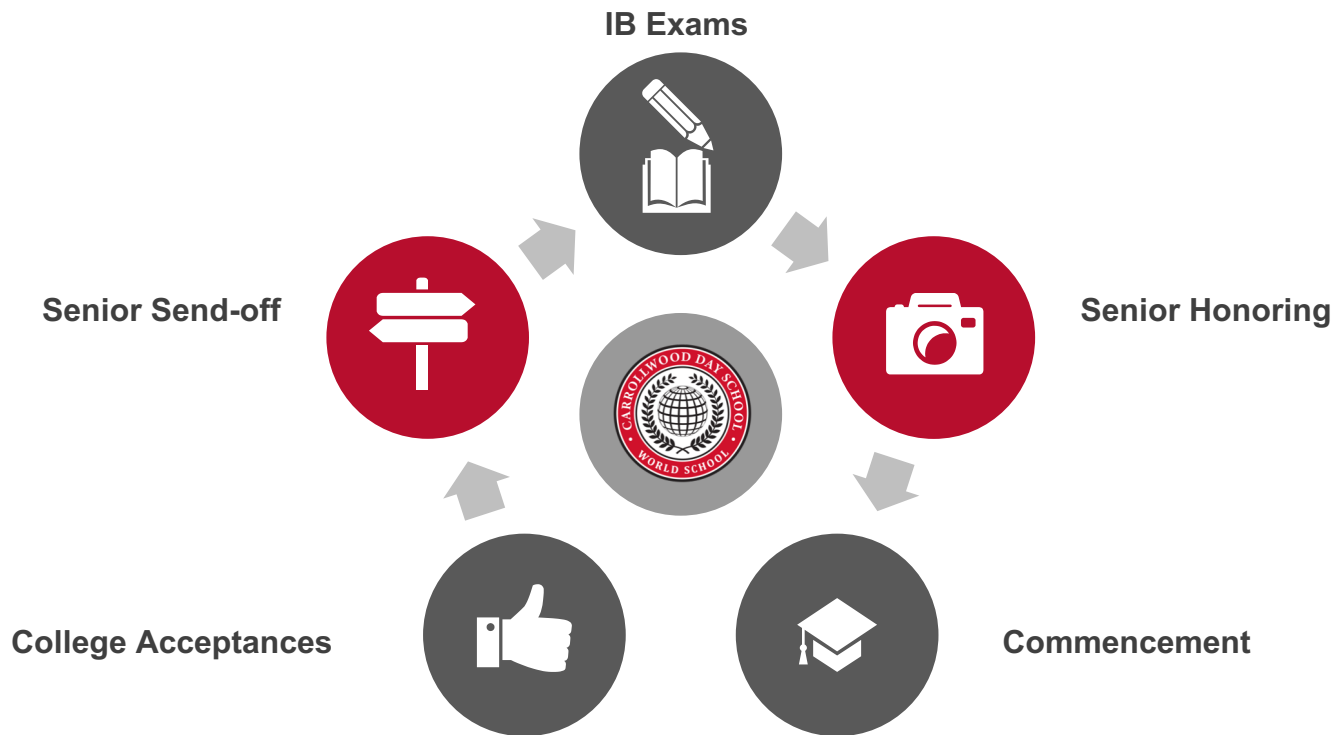 IB Exams
Senior Send-off
Senior Honoring
CARROLLWOOD DAY SCHOOL
WORLD SCHOOL
College Acceptances
Commencement